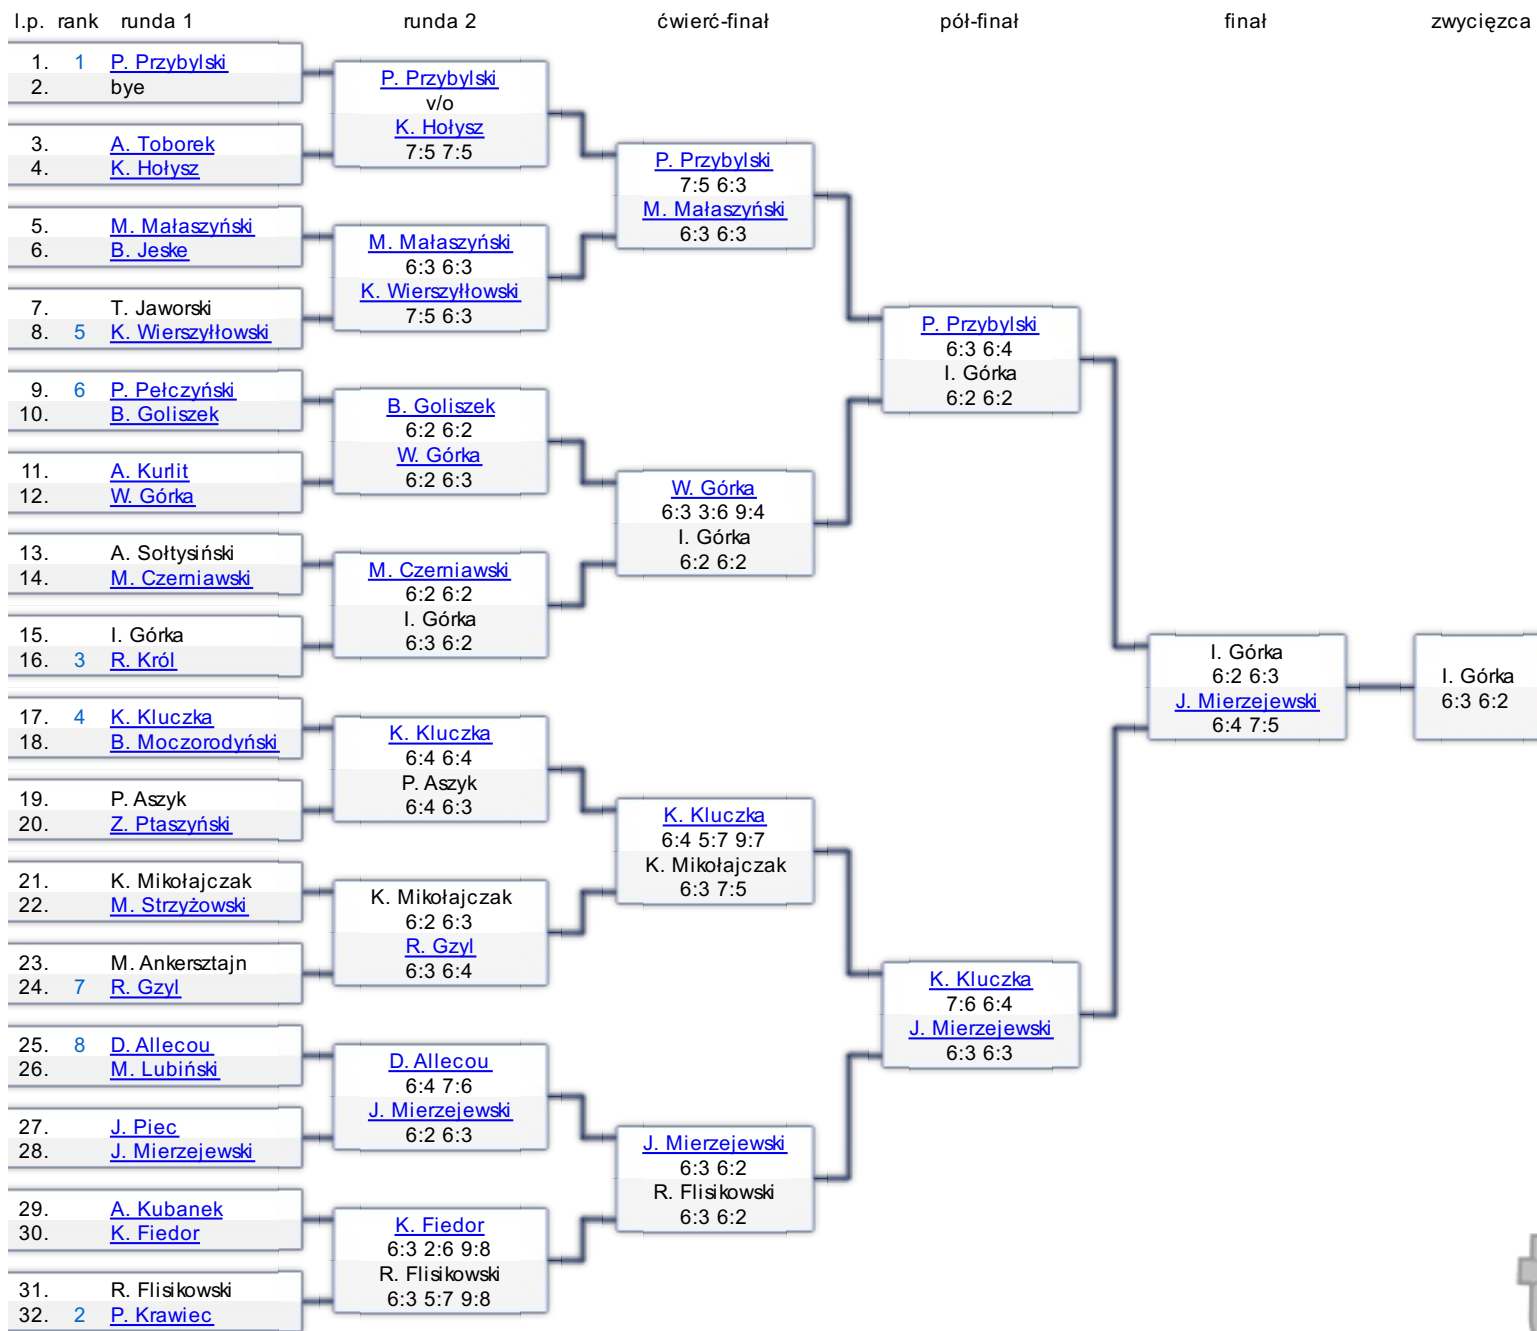 l.p. rank runda 1 runda 2 ćwierć-finał pół-finał finał zwycięzca
1. 1 P. Przybylski
2. bye
3. A. Toborek
4. K. Hołysz
5. M. Małaszyński
6. B. Jeske
7. T. Jaworski
8. 5 K. Wierszyłłowski
9. 6 P. Pełczyński
10. B. Goliszek
11. A. Kurlit
12. W. Górka
13. A. Sołtysiński
14. M. Czerniawski
15. I. Górka
16. 3 R. Król
17. 4 K. Kluczka
18. B. Moczorodyński
19. P. Aszyk
20. Z. Ptaszyński
21. K. Mikołajczak
22. M. Strzyżowski
23. M. Ankersztajn
24. 7 R. Gzyl
25. 8 D. Allecou
26. M. Lubiński
27. J. Piec
28. J. Mierzejewski
29. A. Kubanek
30. K. Fiedor
31. R. Flisikowski
32. 2 P. Krawiec
P. Przybylski
v/o
K. Hołysz
7:5 7:5
M. Małaszyński
6:3 6:3
K. Wierszyłłowski
7:5 6:3
B. Goliszek
6:2 6:2
W. Górka
6:2 6:3
M. Czerniawski
6:2 6:2
I. Górka
6:3 6:2
K. Kluczka
6:4 6:4
P. Aszyk
6:4 6:3
K. Mikołajczak
6:2 6:3
R. Gzyl
6:3 6:4
D. Allecou
6:4 7:6
J. Mierzejewski
6:2 6:3
K. Fiedor
6:3 2:6 9:8
R. Flisikowski
6:3 5:7 9:8
P. Przybylski
7:5 6:3
M. Małaszyński
6:3 6:3
W. Górka
6:3 3:6 9:4
I. Górka
6:2 6:2
K. Kluczka
6:4 5:7 9:7
K. Mikołajczak
6:3 7:5
J. Mierzejewski
6:3 6:2
R. Flisikowski
6:3 6:2
P. Przybylski
6:3 6:4
I. Górka
6:2 6:2
K. Kluczka
7:6 6:4
J. Mierzejewski
6:3 6:3
I. Górka
6:2 6:3
J. Mierzejewski
6:4 7:5
I. Górka
6:3 6:2